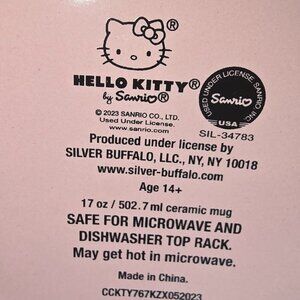 HELLO KITTY®
by Sanrio®
© 2023 SANRIO CO., LTD.
Used Under License.
www.sanrio.com
USED UNDER LICENSE, SANRIO, INC.
Sanrio
USA
SIL-34783
Produced under license by
SILVER BUFFALO, LLC., NY, NY 10018
www.silver-buffalo.com
Age 14+
17 oz / 502.7 ml ceramic mug
SAFE FOR MICROWAVE AND
DISHWASHER TOP RACK.
May get hot in microwave.
Made in China.
CCKTY767KZX052023